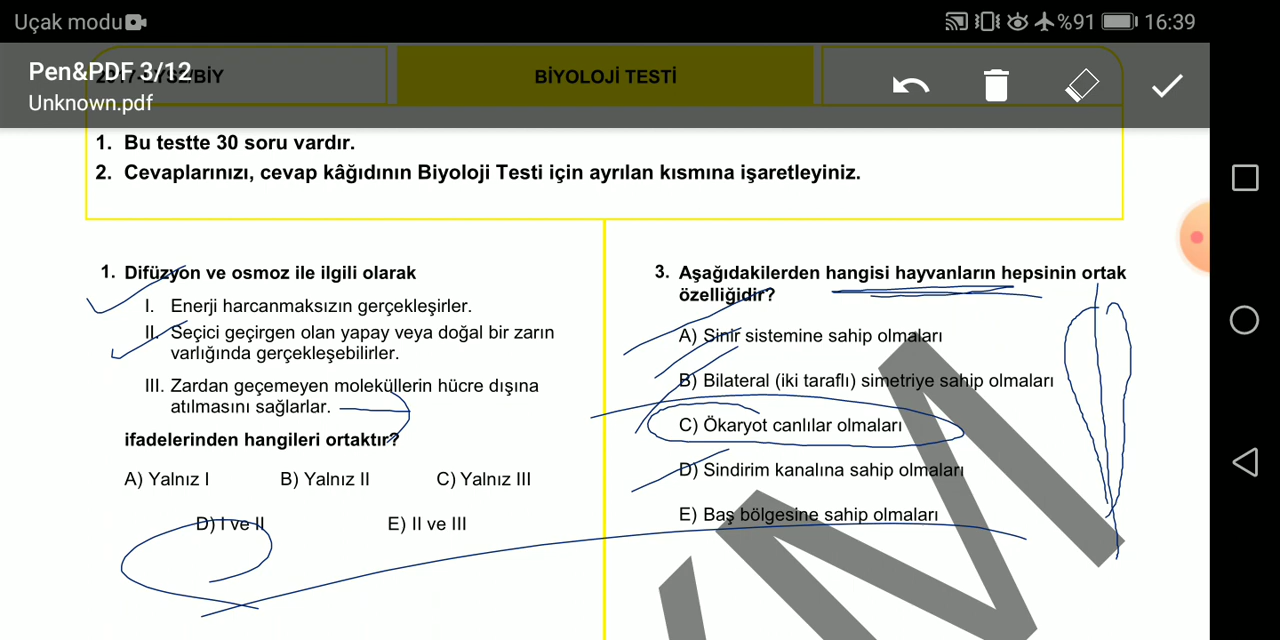 Uçak modu
%91 16:39
Pen&PDF 3/12
BİYOLOJİ TESTİ
Unknown.pdf
1. Bu testte 30 soru vardır.
2. Cevaplarınızı, cevap kâğıdının Biyoloji Testi için ayrılan kısmına işaretleyiniz.
1. Difüzyon ve osmoz ile ilgili olarak
I. Enerji harcanmaksızın gerçekleşirler.
II. Seçici geçirgen olan yapay veya doğal bir zarın
varlığında gerçekleşebilirler.
III. Zardan geçemeyen moleküllerin hücre dışına
atılmasını sağlarlar.
ifadelerinden hangileri ortaktır?
A) Yalnız I B) Yalnız II C) Yalnız III
D) I ve II E) II ve III
3. Aşağıdakilerden hangisi hayvanların hepsinin ortak
özelliğidir?
A) Sinir sistemine sahip olmaları
B) Bilateral (iki taraflı) simetriye sahip olmaları
C) Ökaryot canlılar olmaları
D) Sindirim kanalına sahip olmaları
E) Baş bölgesine sahip olmaları